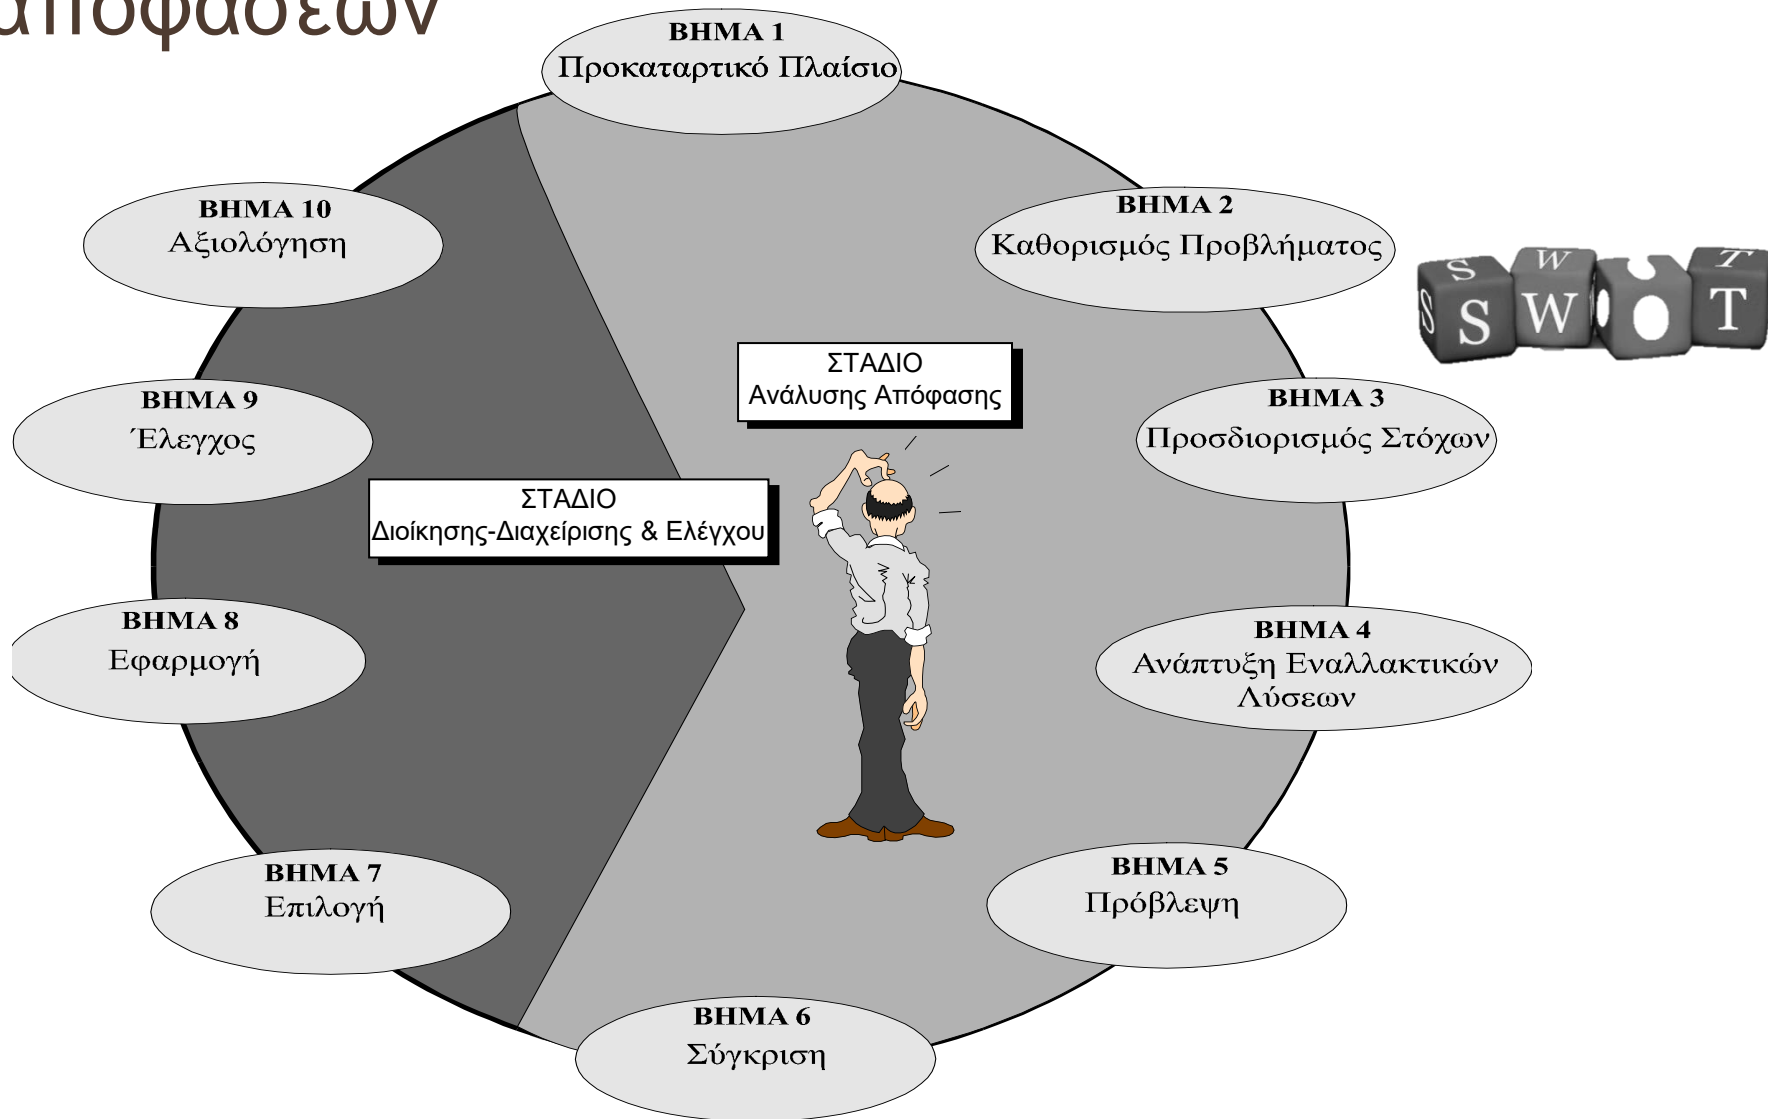 αποφάσεων
ΒΗΜΑ 1
Προκαταρτικό Πλαίσιο
ΒΗΜΑ 2
Καθορισμός Προβλήματος
S W T
S S W O T
ΒΗΜΑ 3
Προσδιορισμός Στόχων
ΒΗΜΑ 4
Ανάπτυξη Εναλλακτικών
Λύσεων
ΒΗΜΑ 5
Πρόβλεψη
ΒΗΜΑ 6
Σύγκριση
ΒΗΜΑ 7
Επιλογή
ΒΗΜΑ 8
Εφαρμογή
ΒΗΜΑ 9
Έλεγχος
ΒΗΜΑ 10
Αξιολόγηση
ΣΤΑΔΙΟ
Ανάλυσης Απόφασης
ΣΤΑΔΙΟ
Διοίκησης-Διαχείρισης & Ελέγχου